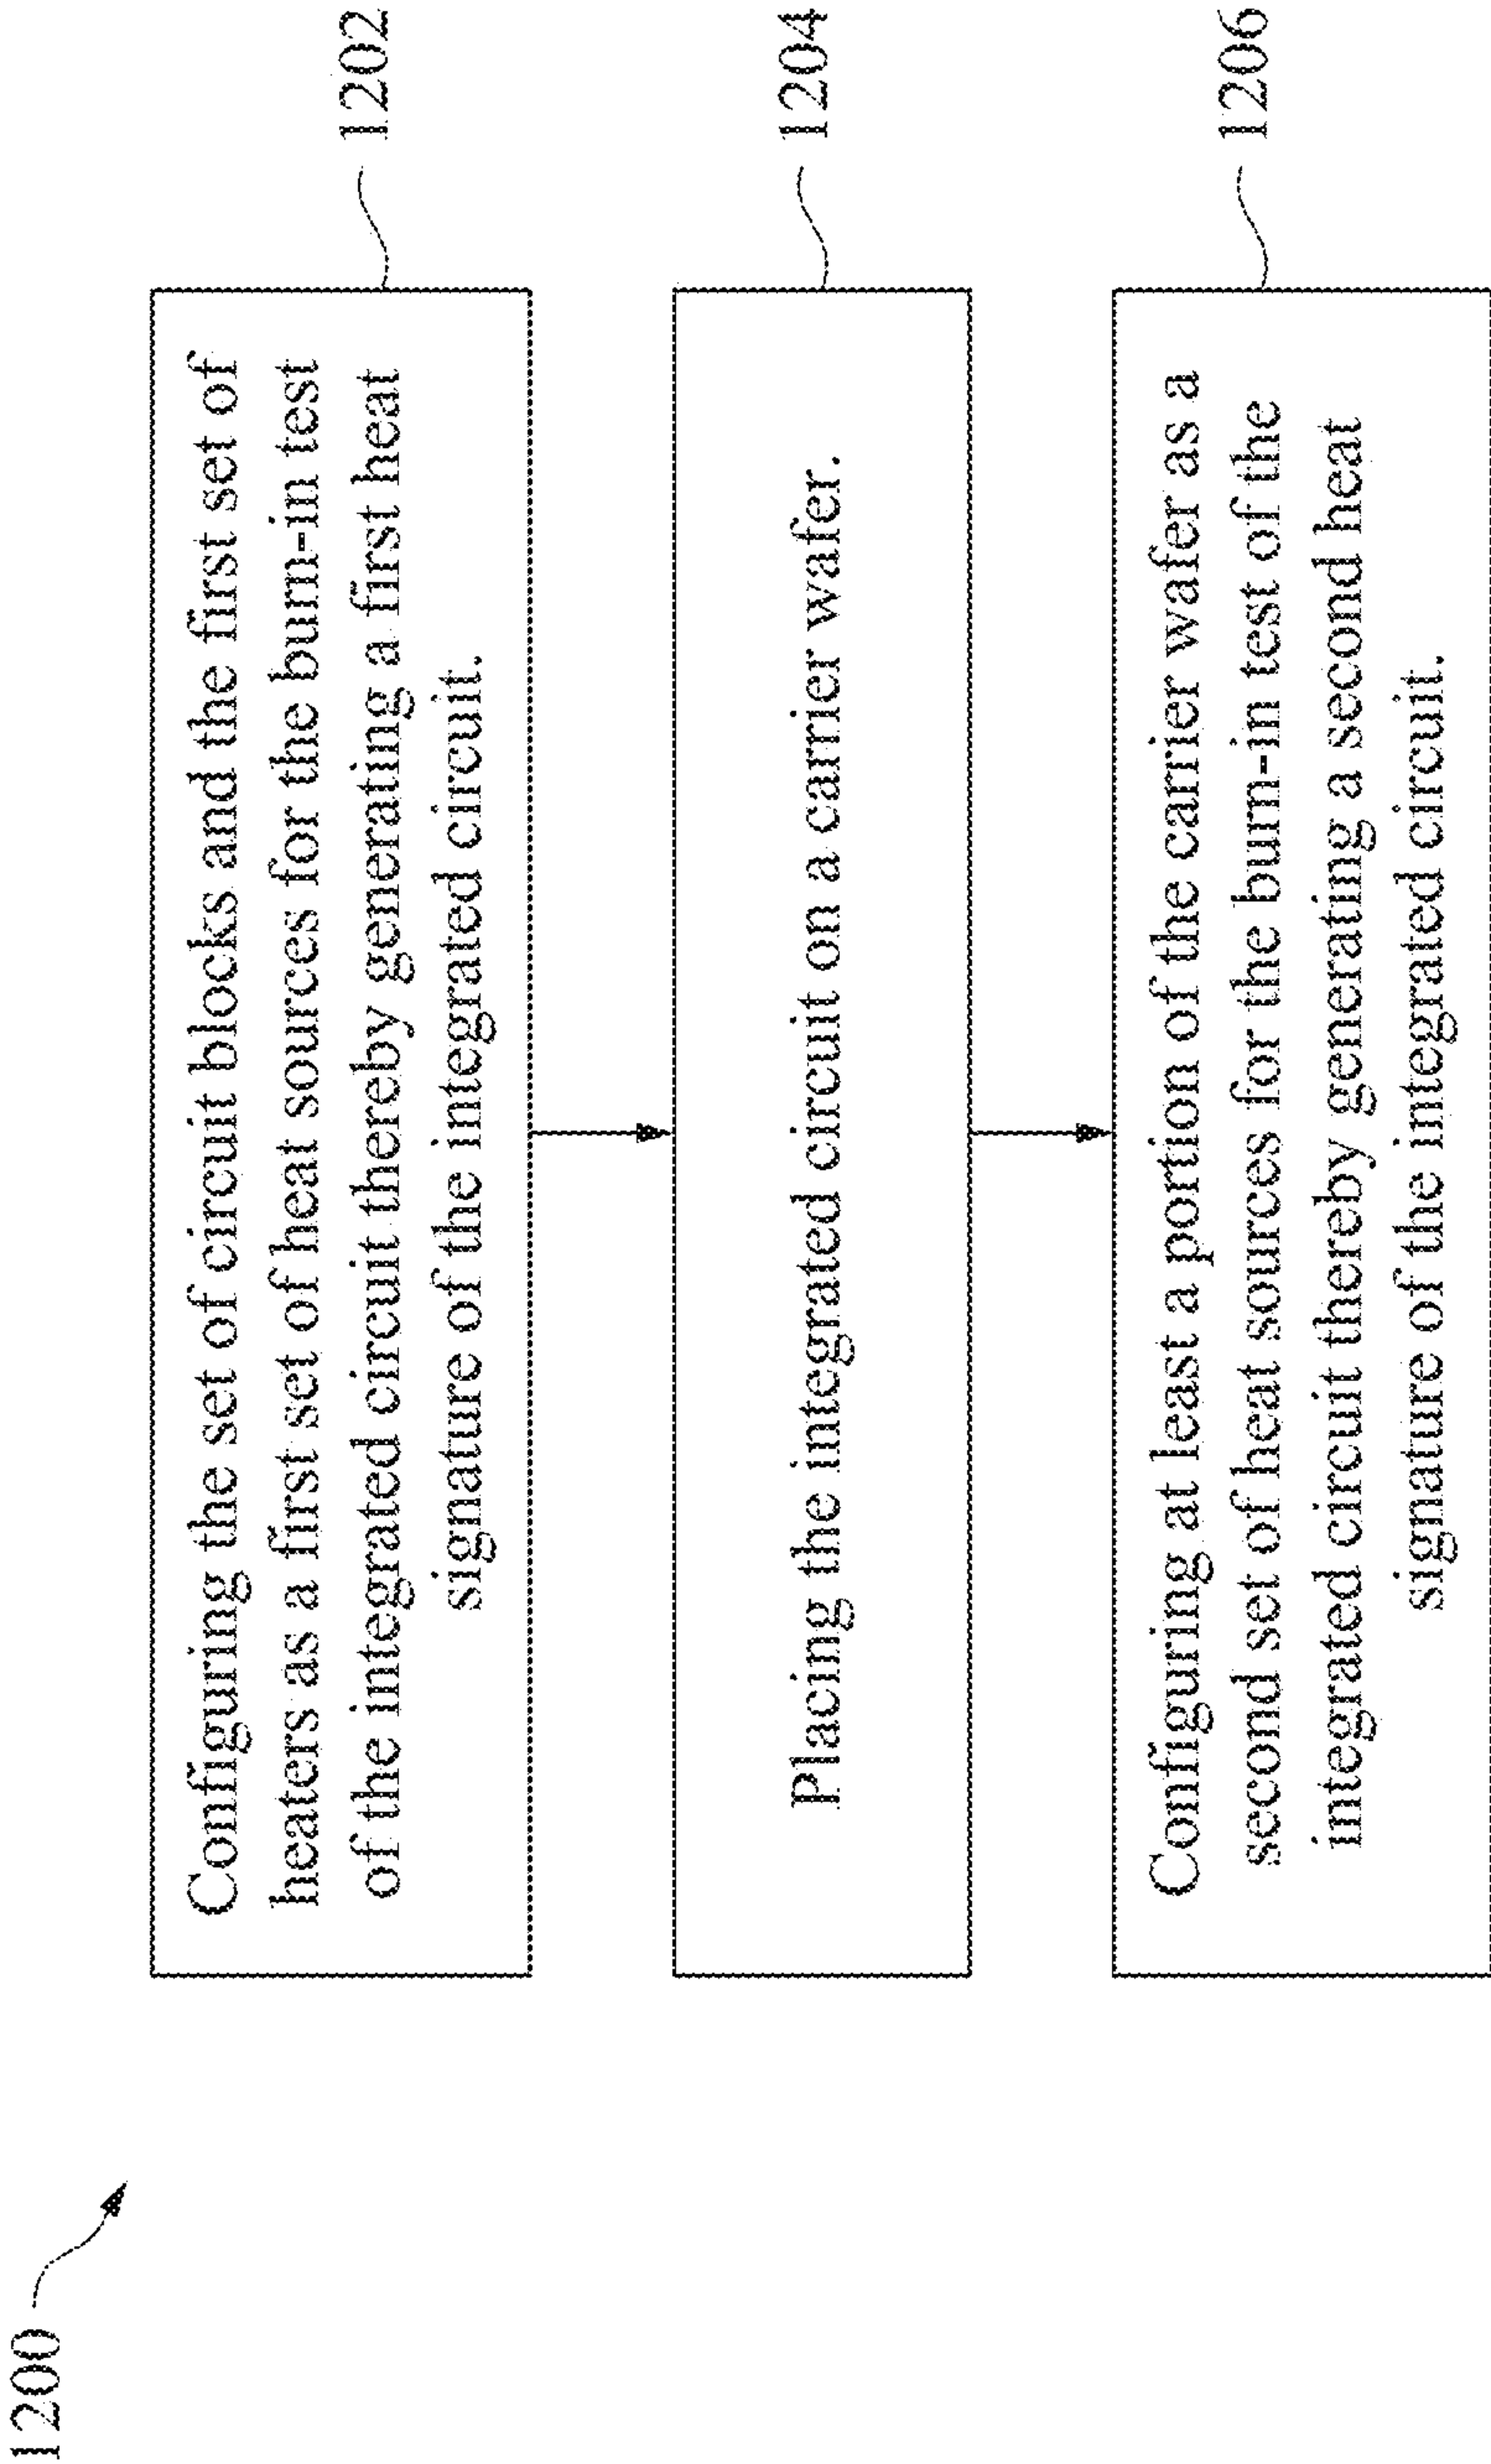 1200
Configuring the set of circuit blocks and the first set of
heaters as a first set of heat sources for the burn-in test
of the integrated circuit thereby generating a first heat
signature of the integrated circuit.
1202
Placing the integrated circuit on a carrier wafer.
1204
Configuring at least a portion of the carrier wafer as a
second set of heat sources for the burn-in test of the
integrated circuit thereby generating a second heat
signature of the integrated circuit.
1206